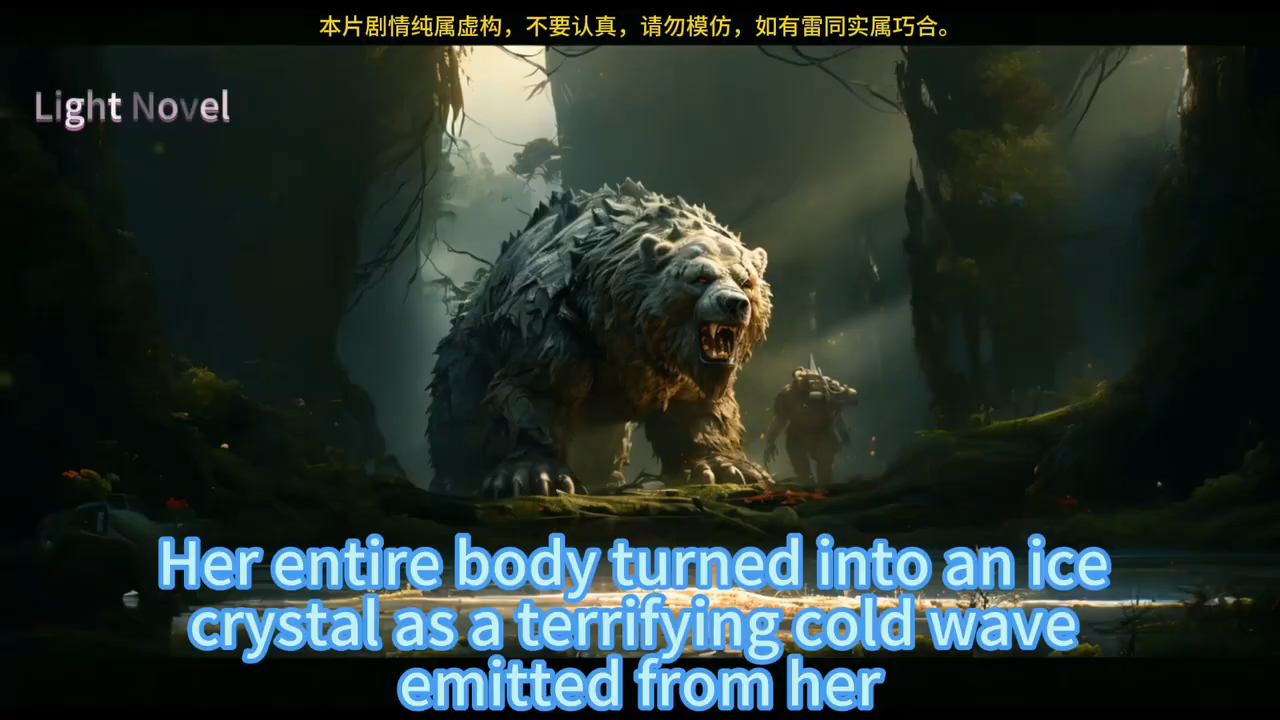 本片剧情纯属虚构，不要认真，请勿模仿，如有雷同实属巧合。
Light Novel
Her entire body turned into an ice
crystal as a terrifying cold wave
emitted from her